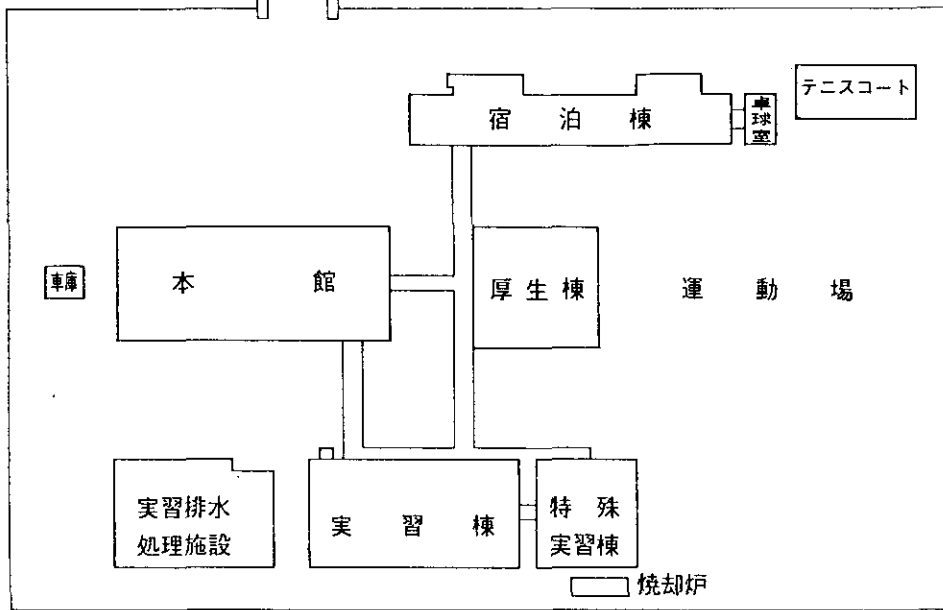 テニスコート
宿泊棟
卓球室
車庫
本館
厚生棟
運動場
実習排水
処理施設
実習棟
特殊
実習棟
焼却炉